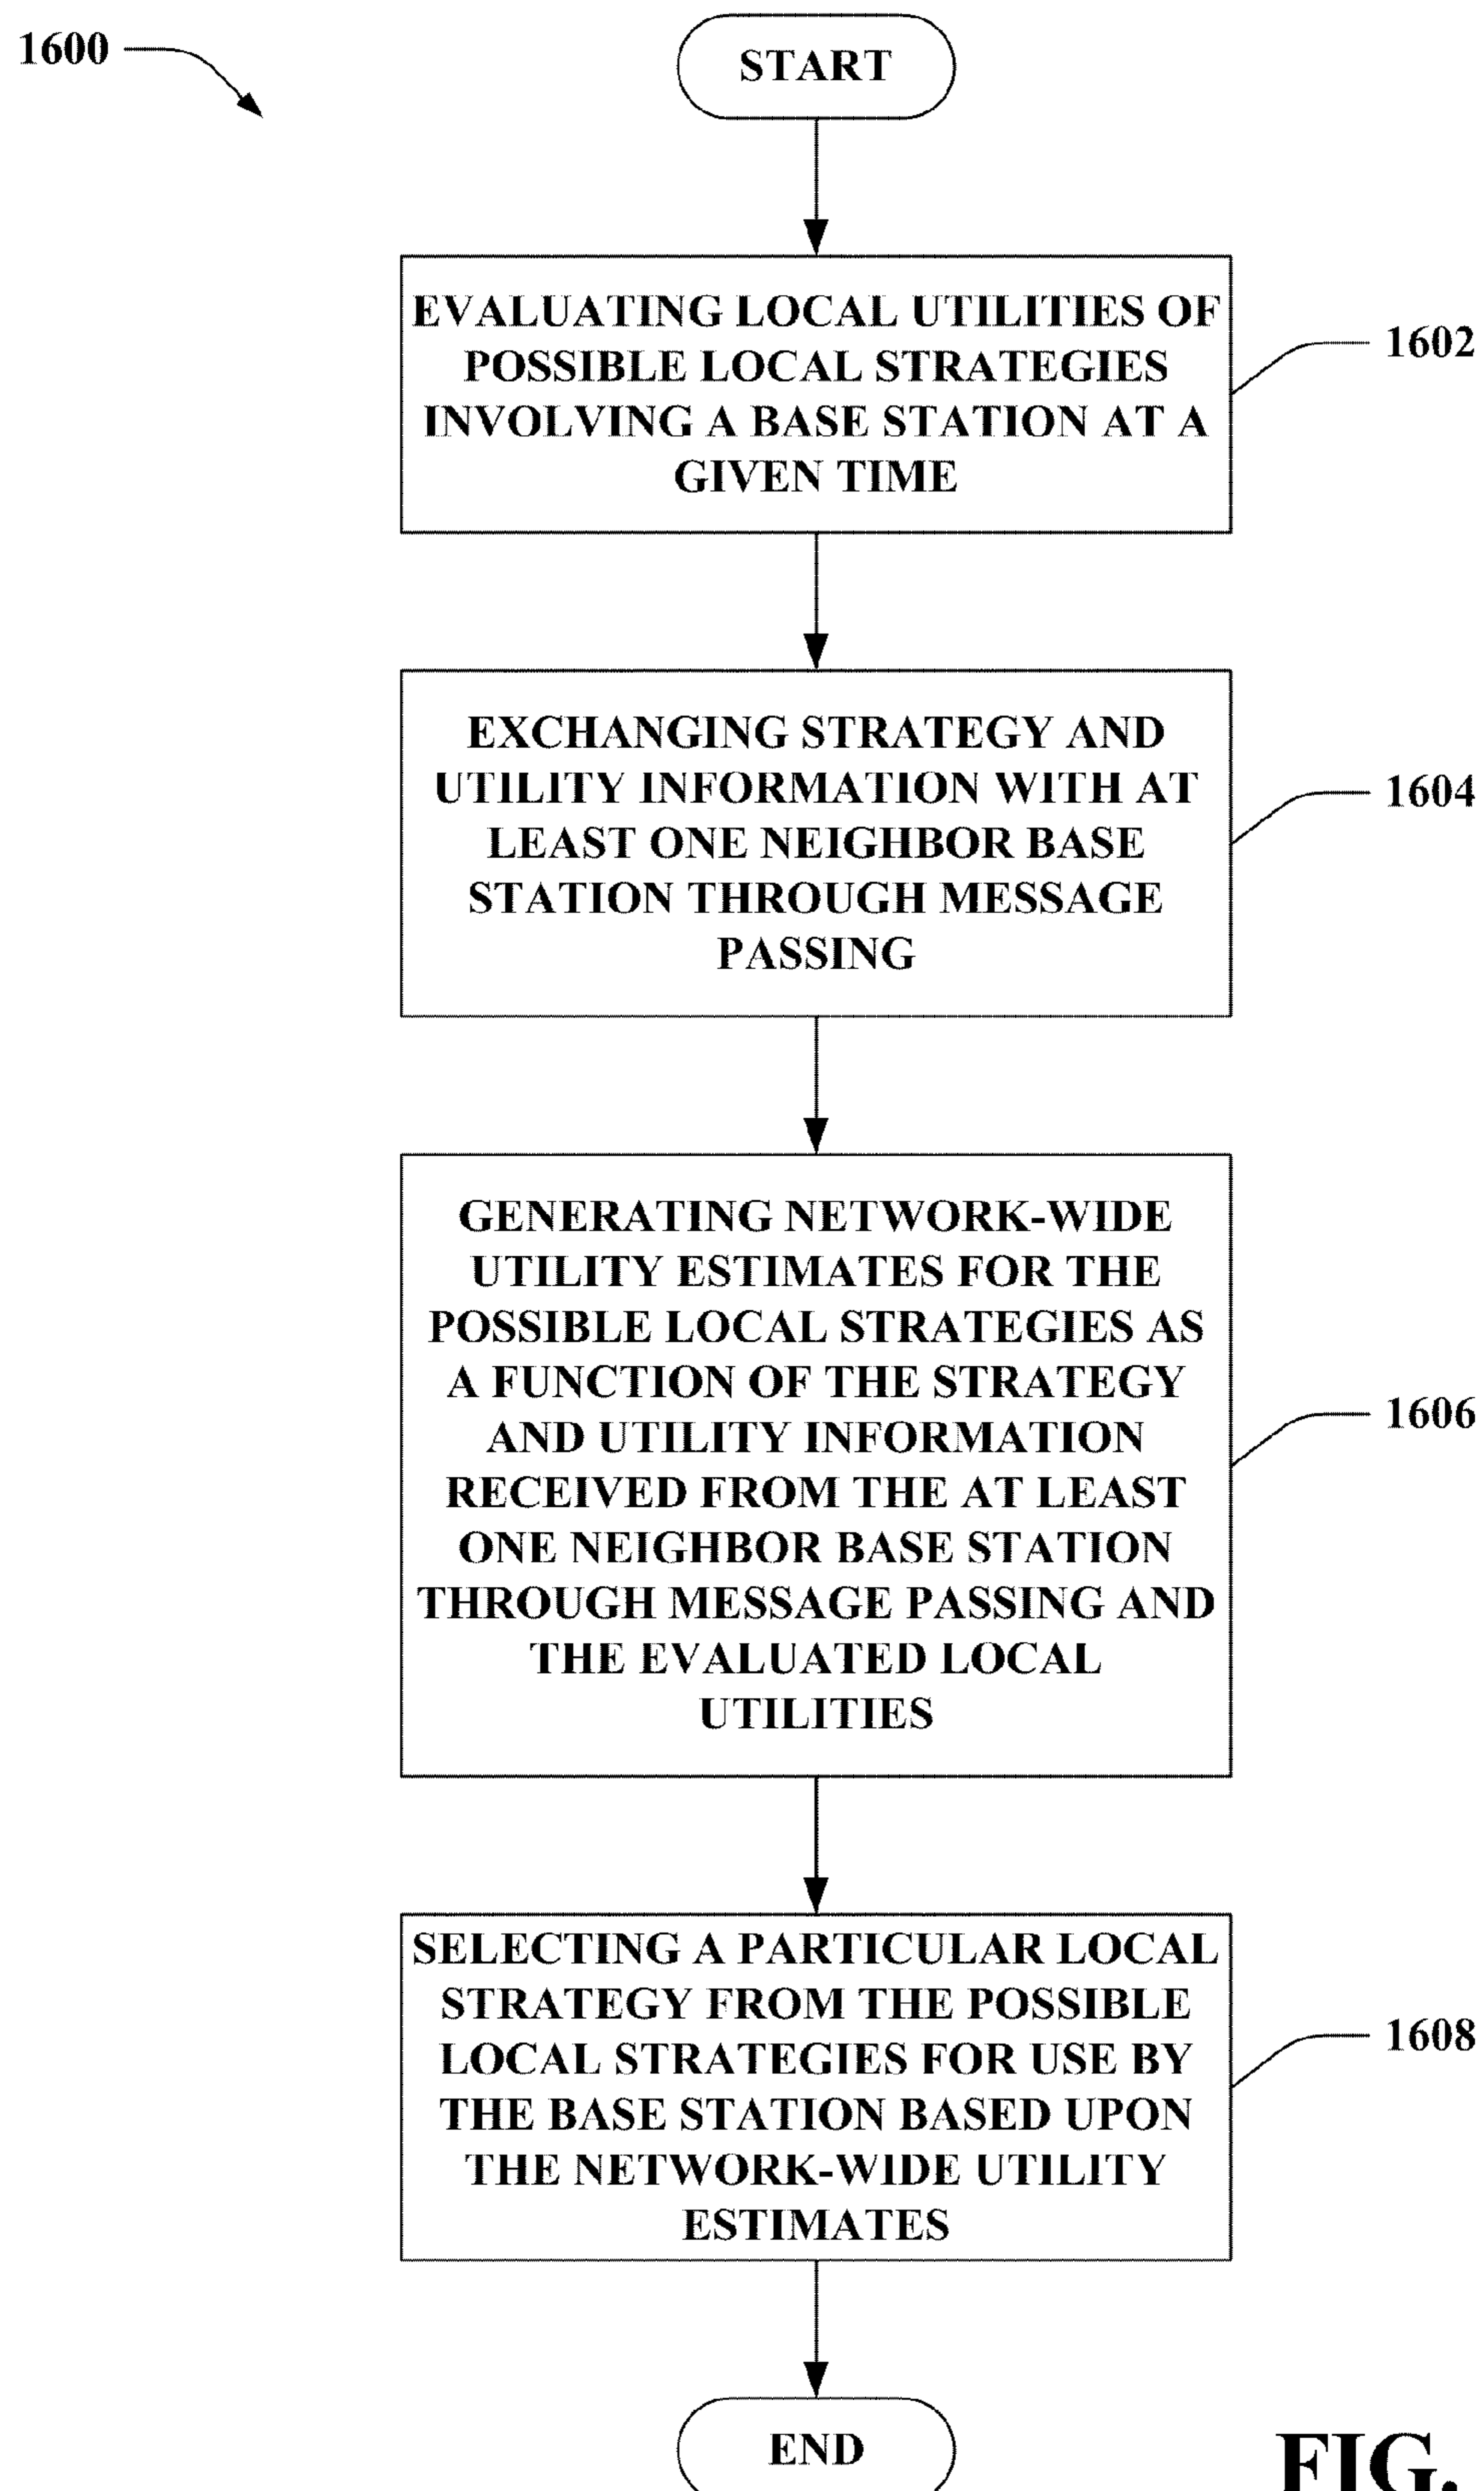 1600
START
EVALUATING LOCAL UTILITIES OF
POSSIBLE LOCAL STRATEGIES
INVOLVING A BASE STATION AT A
GIVEN TIME
1602
EXCHANGING STRATEGY AND
UTILITY INFORMATION WITH AT
LEAST ONE NEIGHBOR BASE
STATION THROUGH MESSAGE
PASSING
1604
GENERATING NETWORK-WIDE
UTILITY ESTIMATES FOR THE
POSSIBLE LOCAL STRATEGIES AS
A FUNCTION OF THE STRATEGY
AND UTILITY INFORMATION
RECEIVED FROM THE AT LEAST
ONE NEIGHBOR BASE STATION
THROUGH MESSAGE PASSING AND
THE EVALUATED LOCAL
UTILITIES
1606
SELECTING A PARTICULAR LOCAL
STRATEGY FROM THE POSSIBLE
LOCAL STRATEGIES FOR USE BY
THE BASE STATION BASED UPON
THE NETWORK-WIDE UTILITY
ESTIMATES
1608
END
FIG.